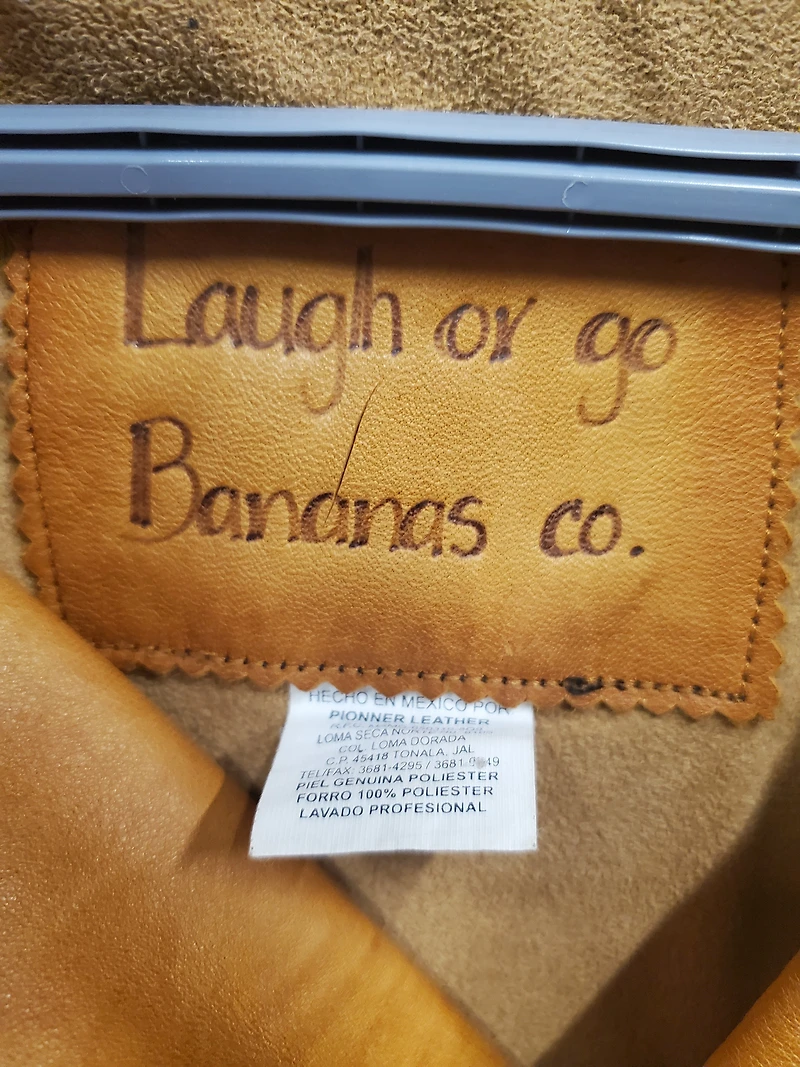 Laugh or go
Bananas co.
HECHO EN MEXICO POR
PIONNER LEATHER
LOMA SECA
COL. LOMA DORADA
C.P. 45418 TONALA, JAL
TEL/FAX. 3681-4295 /
PIEL GENUINA POLIESTER
FORRO 100% POLIESTER
LAVADO PROFESIONAL